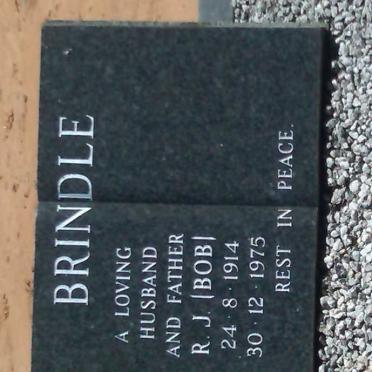 BRINDLE
A LOVING
HUSBAND
AND FATHER
R. J. (BOB)
24·8·1914
30·12·1975
REST IN PEACE.